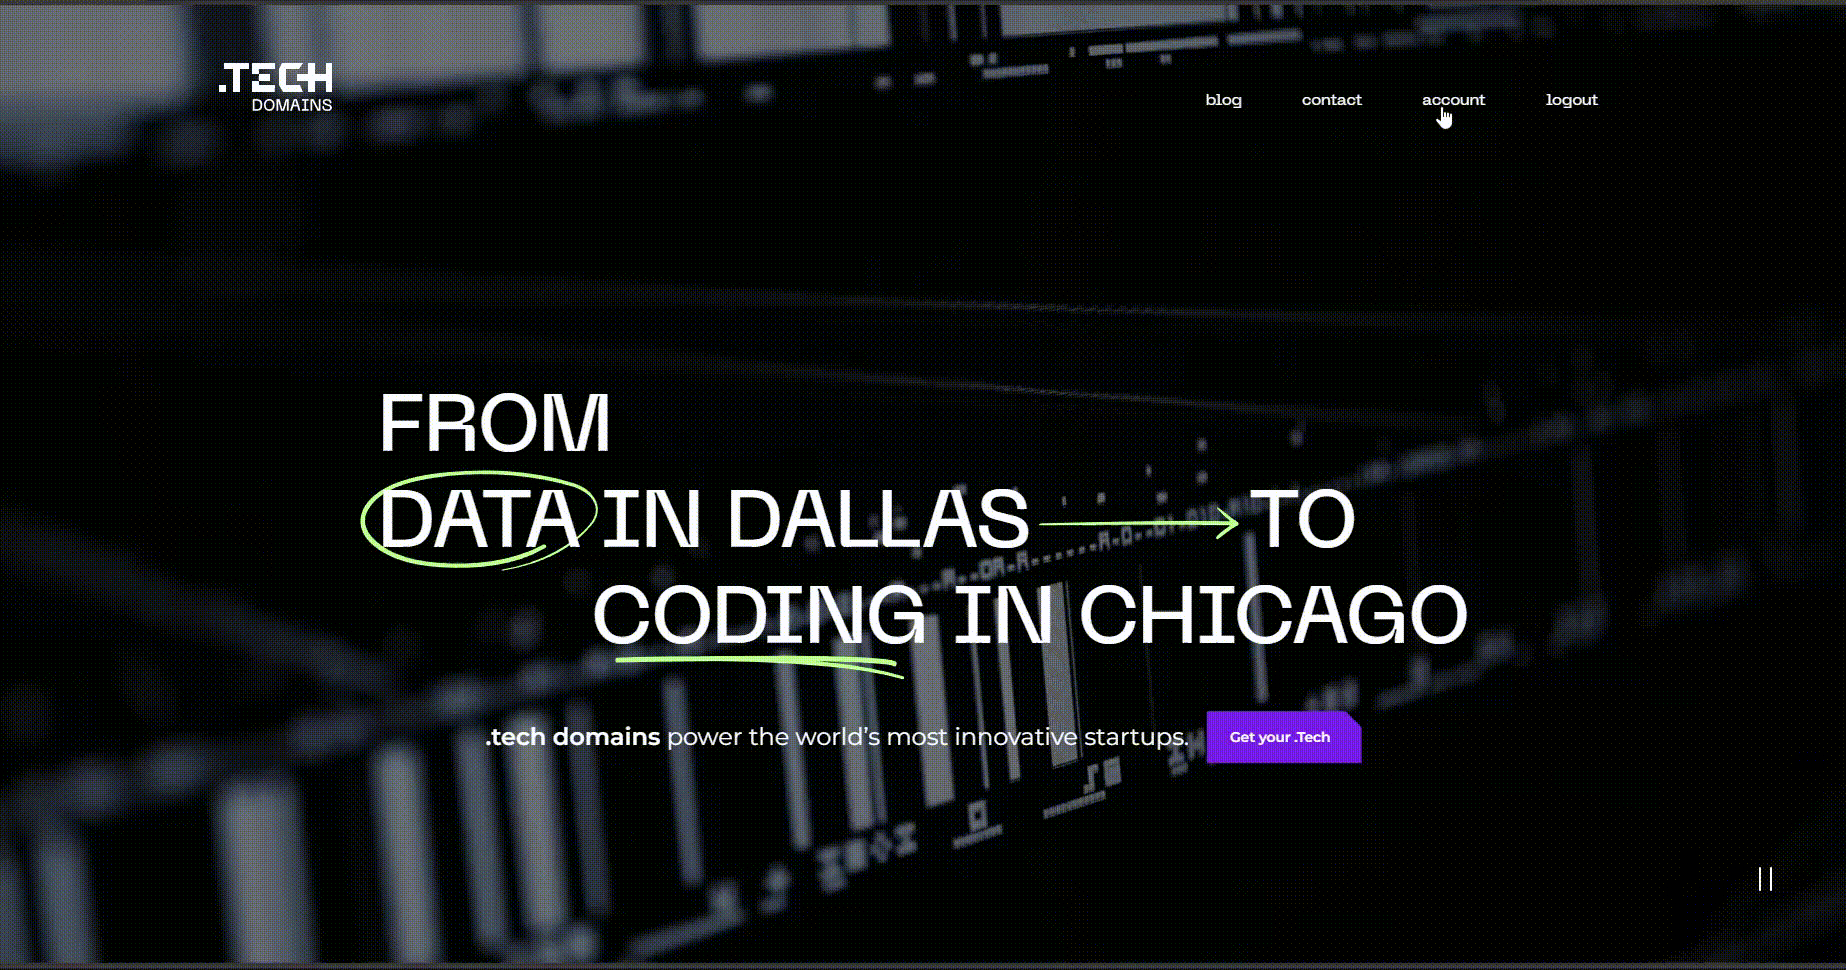 .TECH
DOMAINS
blog contact account logout
FROM
DATA IN DALLAS TO
CODING IN CHICAGO
.tech domains power the world's most innovative startups. Get your .Tech